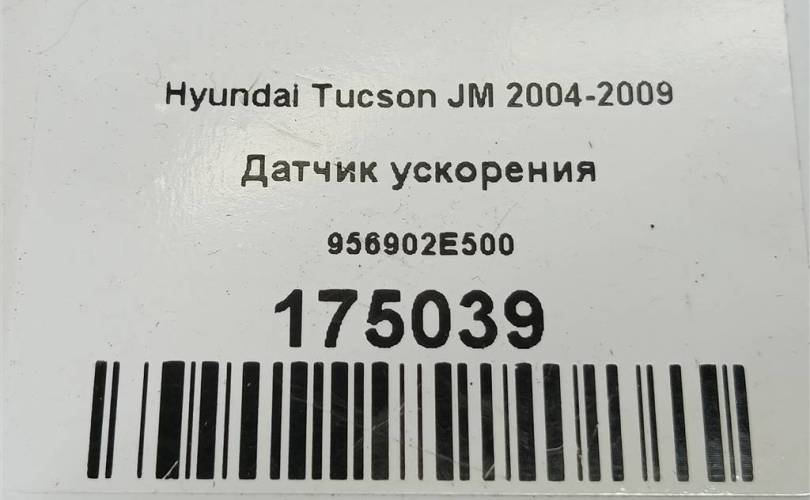 Hyundai Tucson JM 2004-2009
Датчик ускорения
956902E500
175039